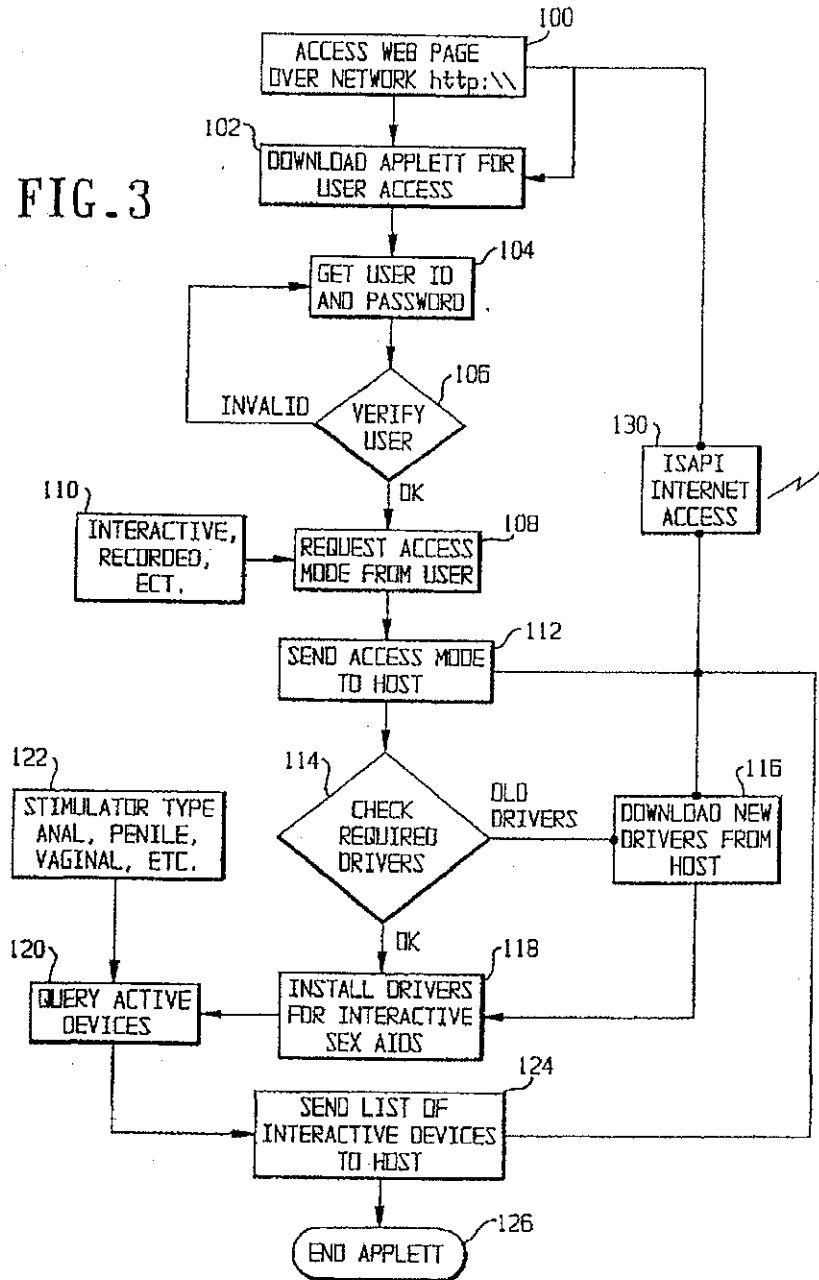 100
ACCESS WEB PAGE
OVER NETWORK http:\\
102
DOWNLOAD APPLETT FOR
USER ACCESS
FIG.3
104
GET USER ID
AND PASSWORD
106
INVALID
VERIFY
USER
130
ISAPI
INTERNET
ACCESS
OK
110
INTERACTIVE,
RECORDED,
ECT.
108
REQUEST ACCESS
MODE FROM USER
112
SEND ACCESS MODE
TO HOST
122
STIMULATOR TYPE
ANAL, PENILE,
VAGINAL, ETC.
114
CHECK
REQUIRED
DRIVERS
OLD
DRIVERS
116
DOWNLOAD NEW
DRIVERS FROM
HOST
OK
120
QUERY ACTIVE
DEVICES
118
INSTALL DRIVERS
FOR INTERACTIVE
SEX AIDS
124
SEND LIST OF
INTERACTIVE DEVICES
TO HOST
126
END APPLETT